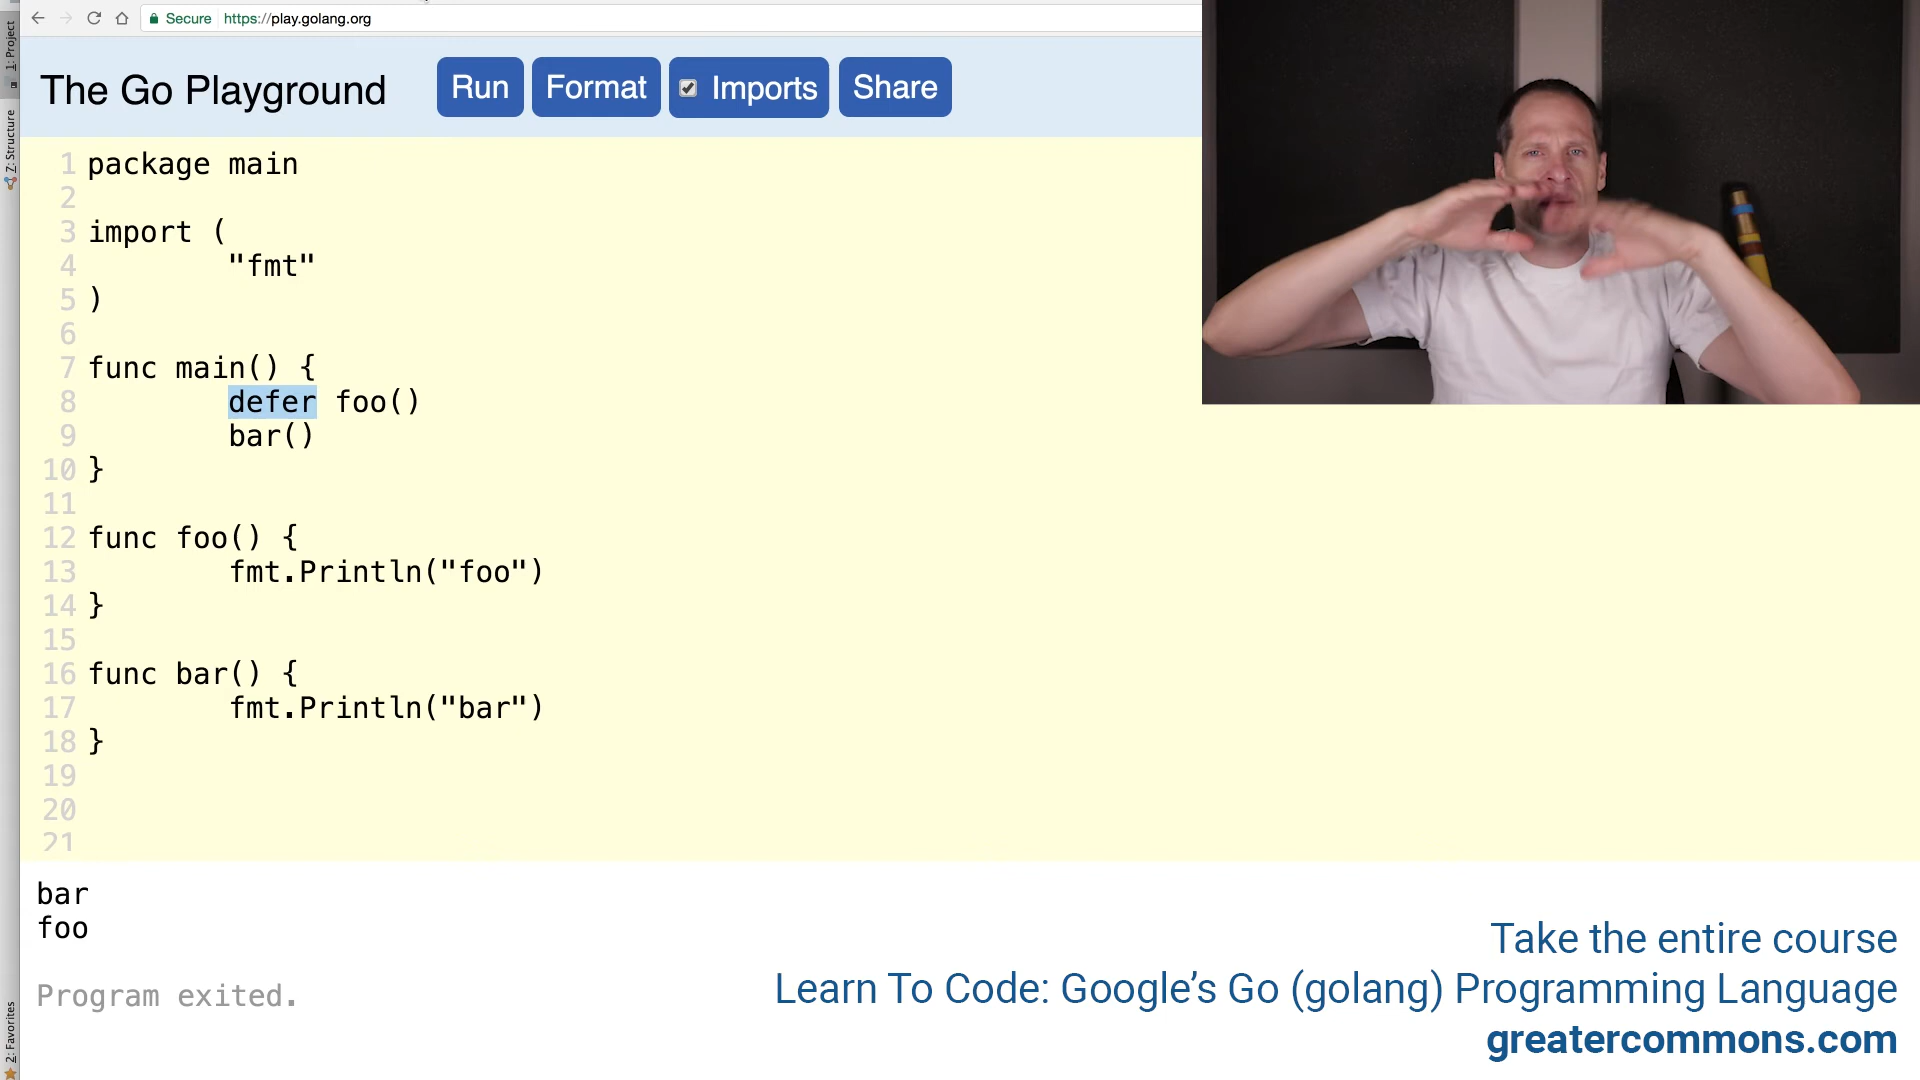 1: Project
Z: Structure
2: Favorites
Secure https://play.golang.org
The Go Playground
Run
Format
Imports
Share
1 package main
2
3 import (
4 "fmt"
5 )
6
7 func main() {
8 defer foo()
9 bar()
10 }
11
12 func foo() {
13 fmt.Println("foo")
14 }
15
16 func bar() {
17 fmt.Println("bar")
18 }
19
20
21
bar
foo
Program exited.
Take the entire course
Learn To Code: Google’s Go (golang) Programming Language
greatercommons.com